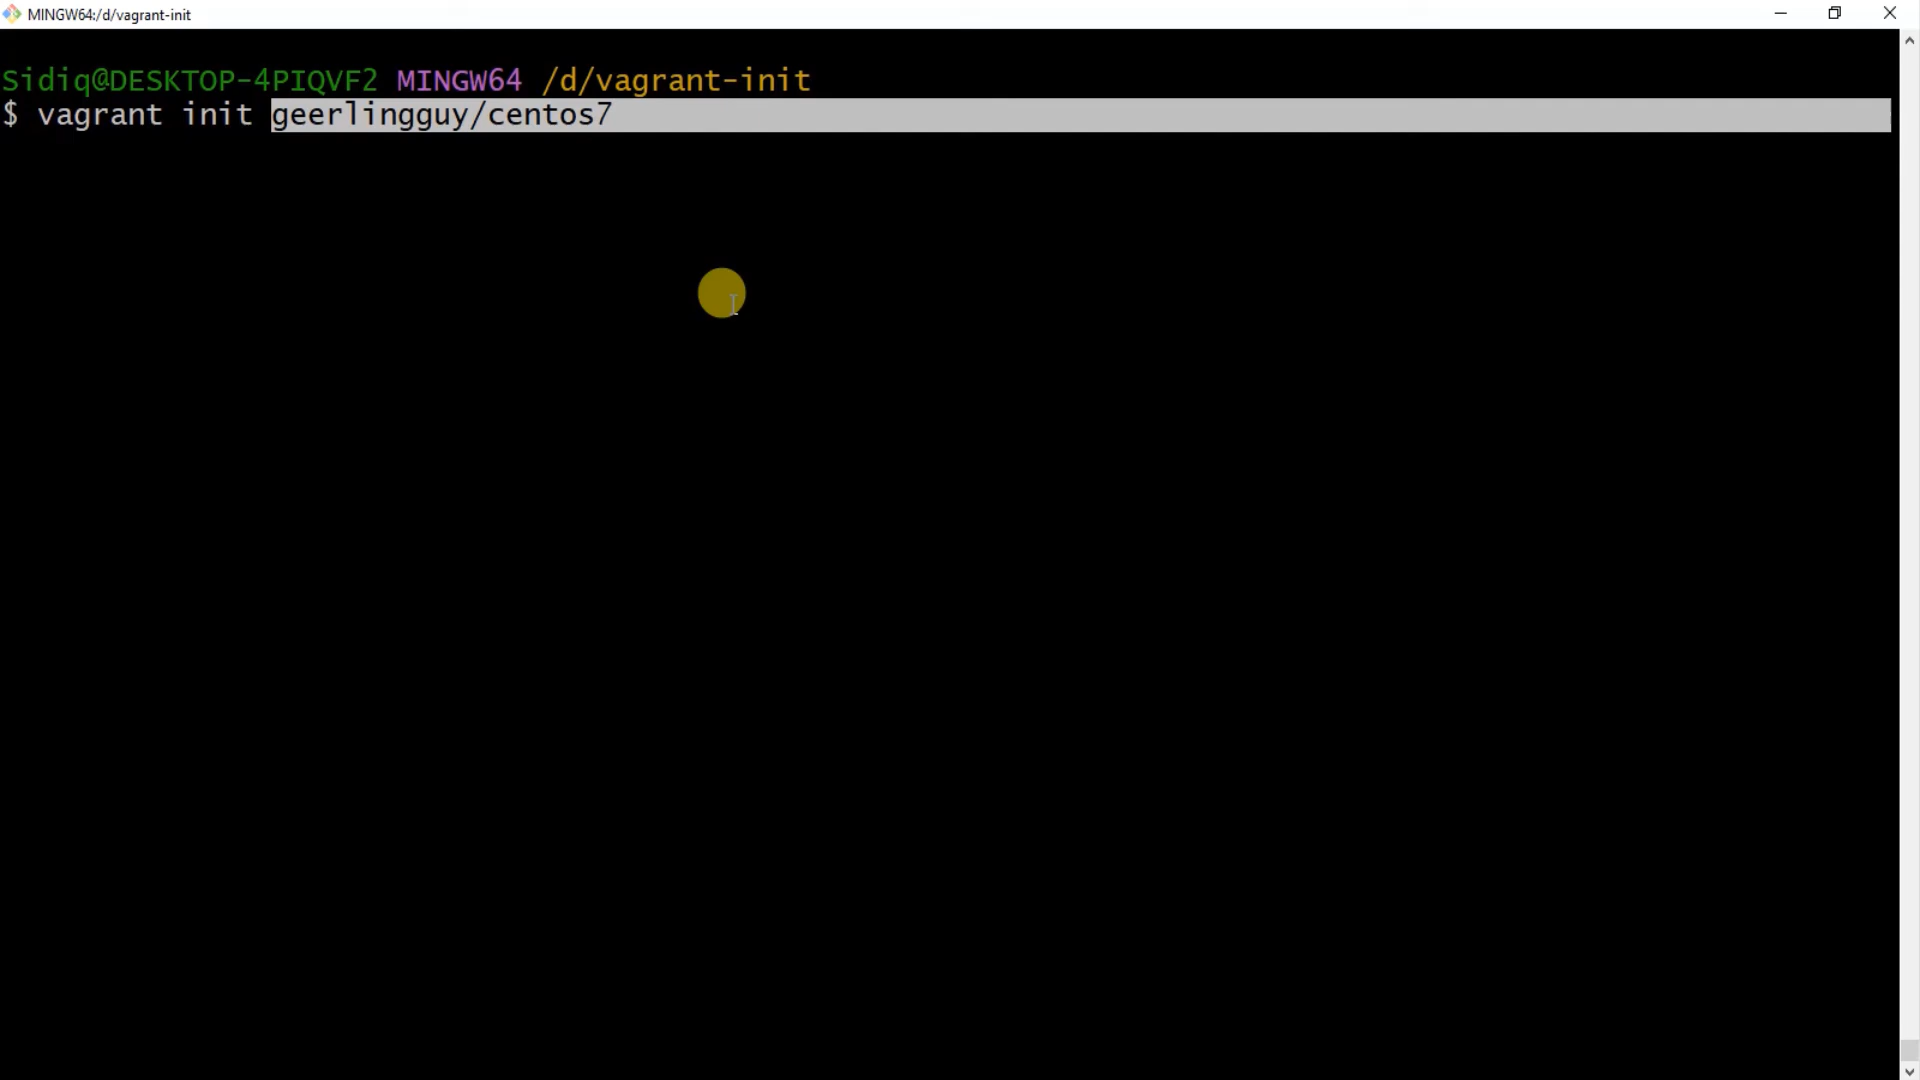 MINGW64:/d/vagrant-init
Sidiq@DESKTOP-4PIQVF2 MINGW64 /d/vagrant-init
$ vagrant init geerlingguy/centos7